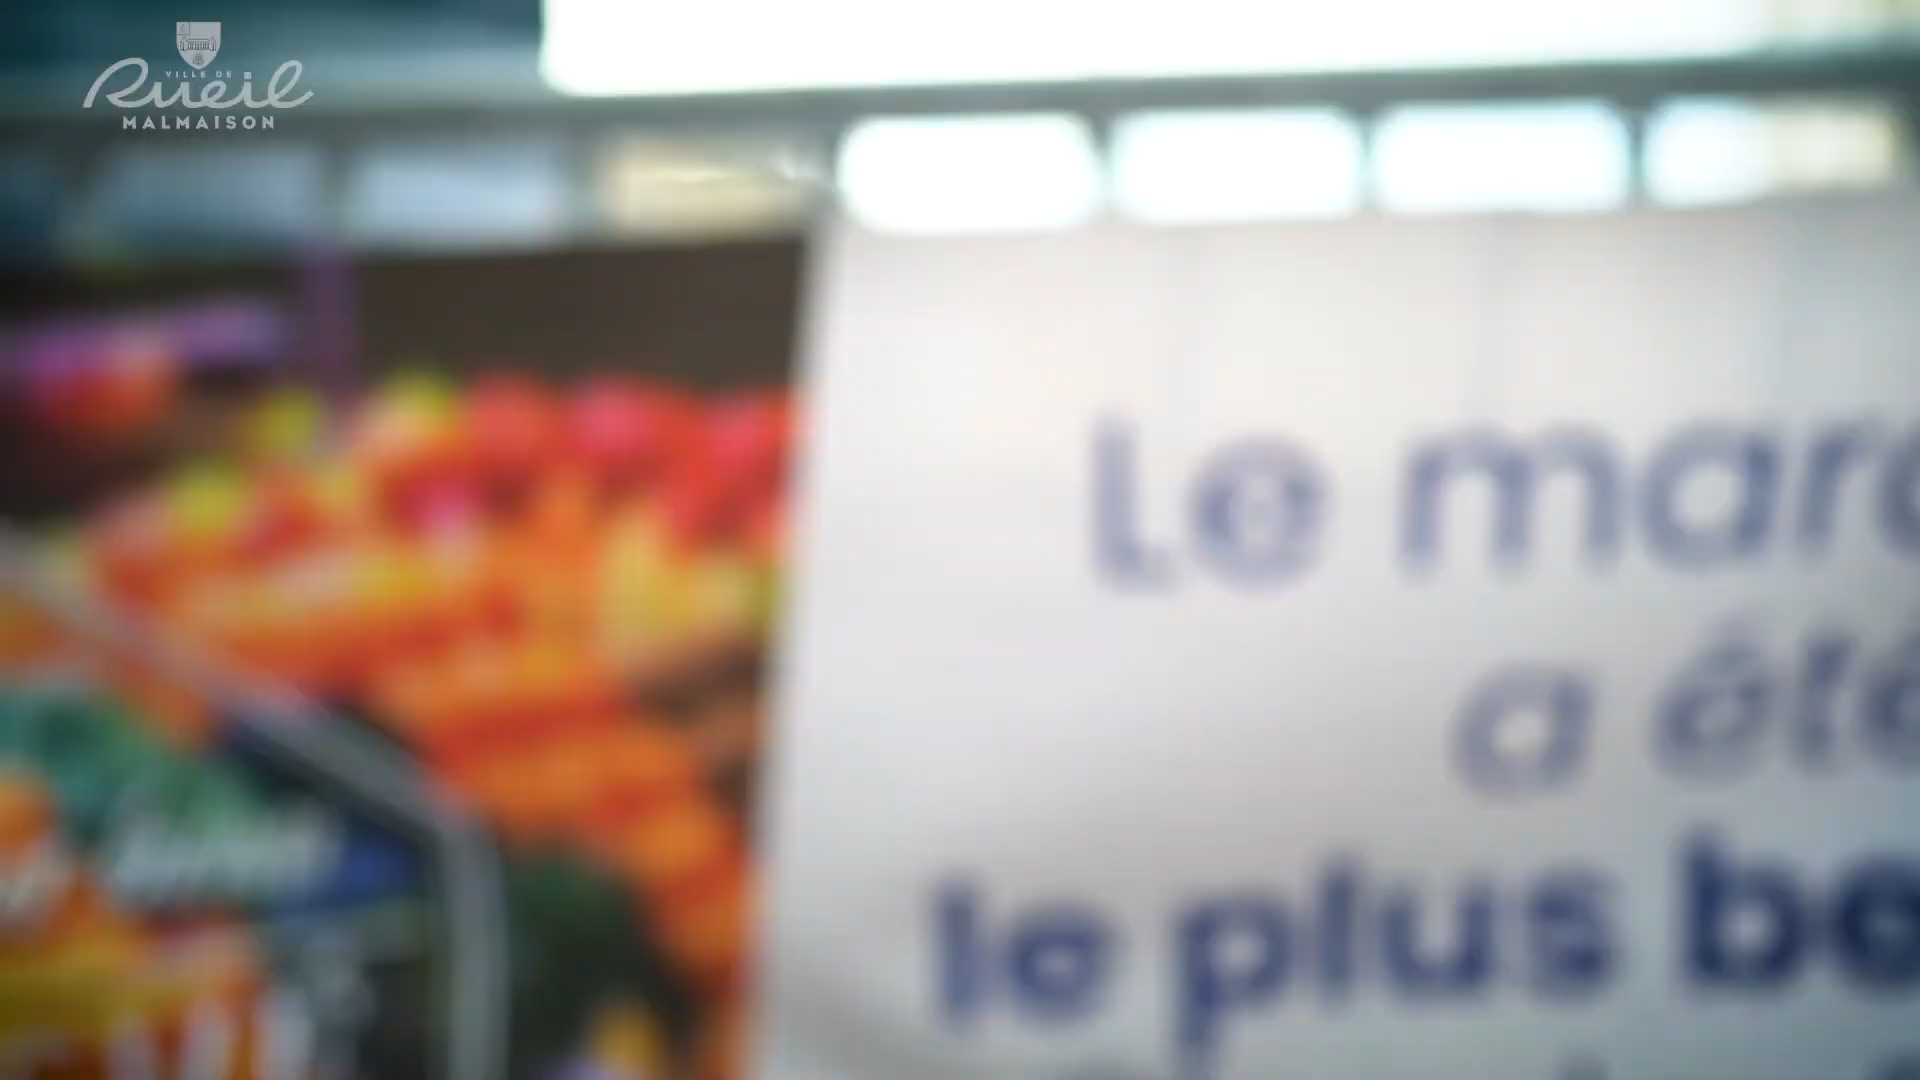 VILLE DE
Rueil
MALMAISON
Le marc
a été
le plus be